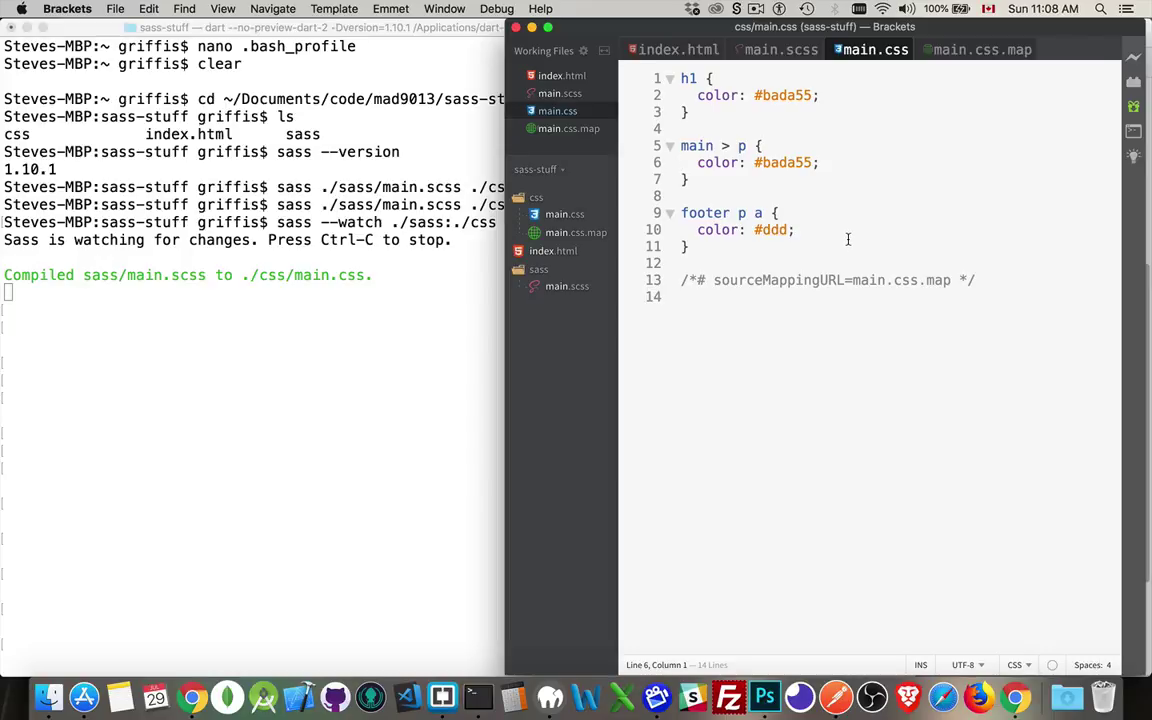 Brackets File Edit Find View Navigate Template Emmet Window Debug Help 100% Sun 11:08 AM
sass-stuff — dart --no-preview-dart-2 -Dversion=1.10.1 /Applications/dart-
Steves-MBP:~ griffis$ nano .bash_profile
Steves-MBP:~ griffis$ clear
Steves-MBP:~ griffis$ cd ~/Documents/code/mad9013/sass-st
Steves-MBP:sass-stuff griffis$ ls
css index.html sass
Steves-MBP:sass-stuff griffis$ sass --version
1.10.1
Steves-MBP:sass-stuff griffis$ sass ./sass/main.scss ./cs
Steves-MBP:sass-stuff griffis$ sass ./sass/main.scss ./cs
Steves-MBP:sass-stuff griffis$ sass --watch ./sass:./css
Sass is watching for changes. Press Ctrl-C to stop.
Compiled sass/main.scss to ./css/main.css.
css/main.css (sass-stuff) — Brackets
Working Files
index.html
main.scss
main.css
main.css.map
sass-stuff
css
main.css
main.css.map
index.html
sass
main.scss
index.html main.scss main.css main.css.map
1 h1 {
2 color: #bada55;
3 }
4
5 main > p {
6 color: #bada55;
7 }
8
9 footer p a {
10 color: #ddd;
11 }
12
13 /*# sourceMappingURL=main.css.map */
14
Line 6, Column 1 — 14 Lines
INS UTF-8 CSS Spaces: 4
JUL
29